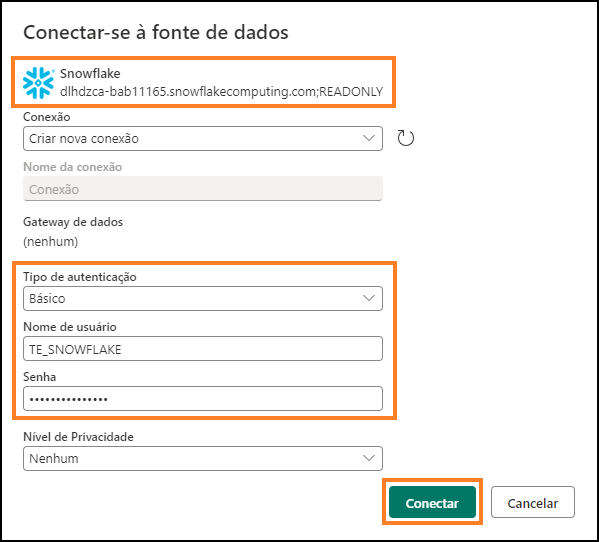 Conectar-se à fonte de dados
Snowflake
dlhdzca-bab11165.snowflakecomputing.com;READONLY
Conexão
Criar nova conexão
Nome da conexão
Conexão
Gateway de dados
(nenhum)
Tipo de autenticação
Básico
Nome de usuário
TE_SNOWFLAKE
Senha
•••••••••••••••
Nível de Privacidade
Nenhum
Conectar
Cancelar